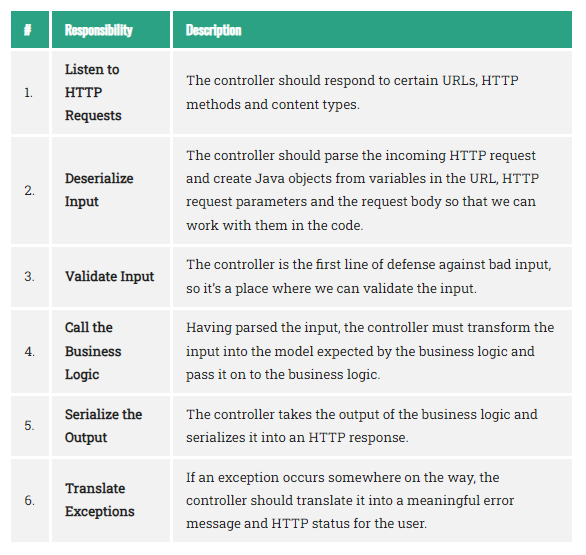 # Responsibility Description
1. Listen to HTTP Requests
The controller should respond to certain URLs, HTTP
methods and content types.
2. Deserialize Input
The controller should parse the incoming HTTP request
and create Java objects from variables in the URL, HTTP
request parameters and the request body so that we can
work with them in the code.
3. Validate Input
The controller is the first line of defense against bad input,
so it's a place where we can validate the input.
4. Call the Business Logic
Having parsed the input, the controller must transform the
input into the model expected by the business logic and
pass it on to the business logic.
5. Serialize the Output
The controller takes the output of the business logic and
serializes it into an HTTP response.
6. Translate Exceptions
If an exception occurs somewhere on the way, the
controller should translate it into a meaningful error
message and HTTP status for the user.